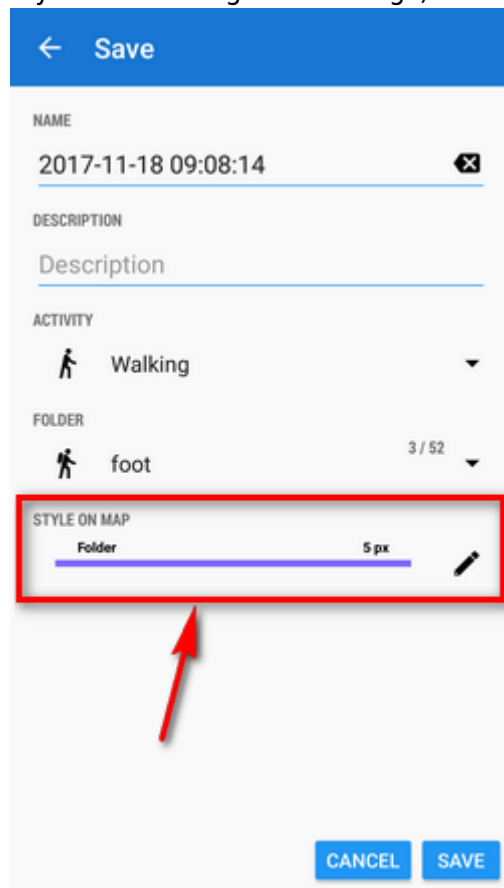 Save
NAME
2017-11-18 09:08:14
DESCRIPTION
Description
ACTIVITY
Walking
FOLDER
foot 3 / 52
STYLE ON MAP
Folder 5 px
CANCEL SAVE